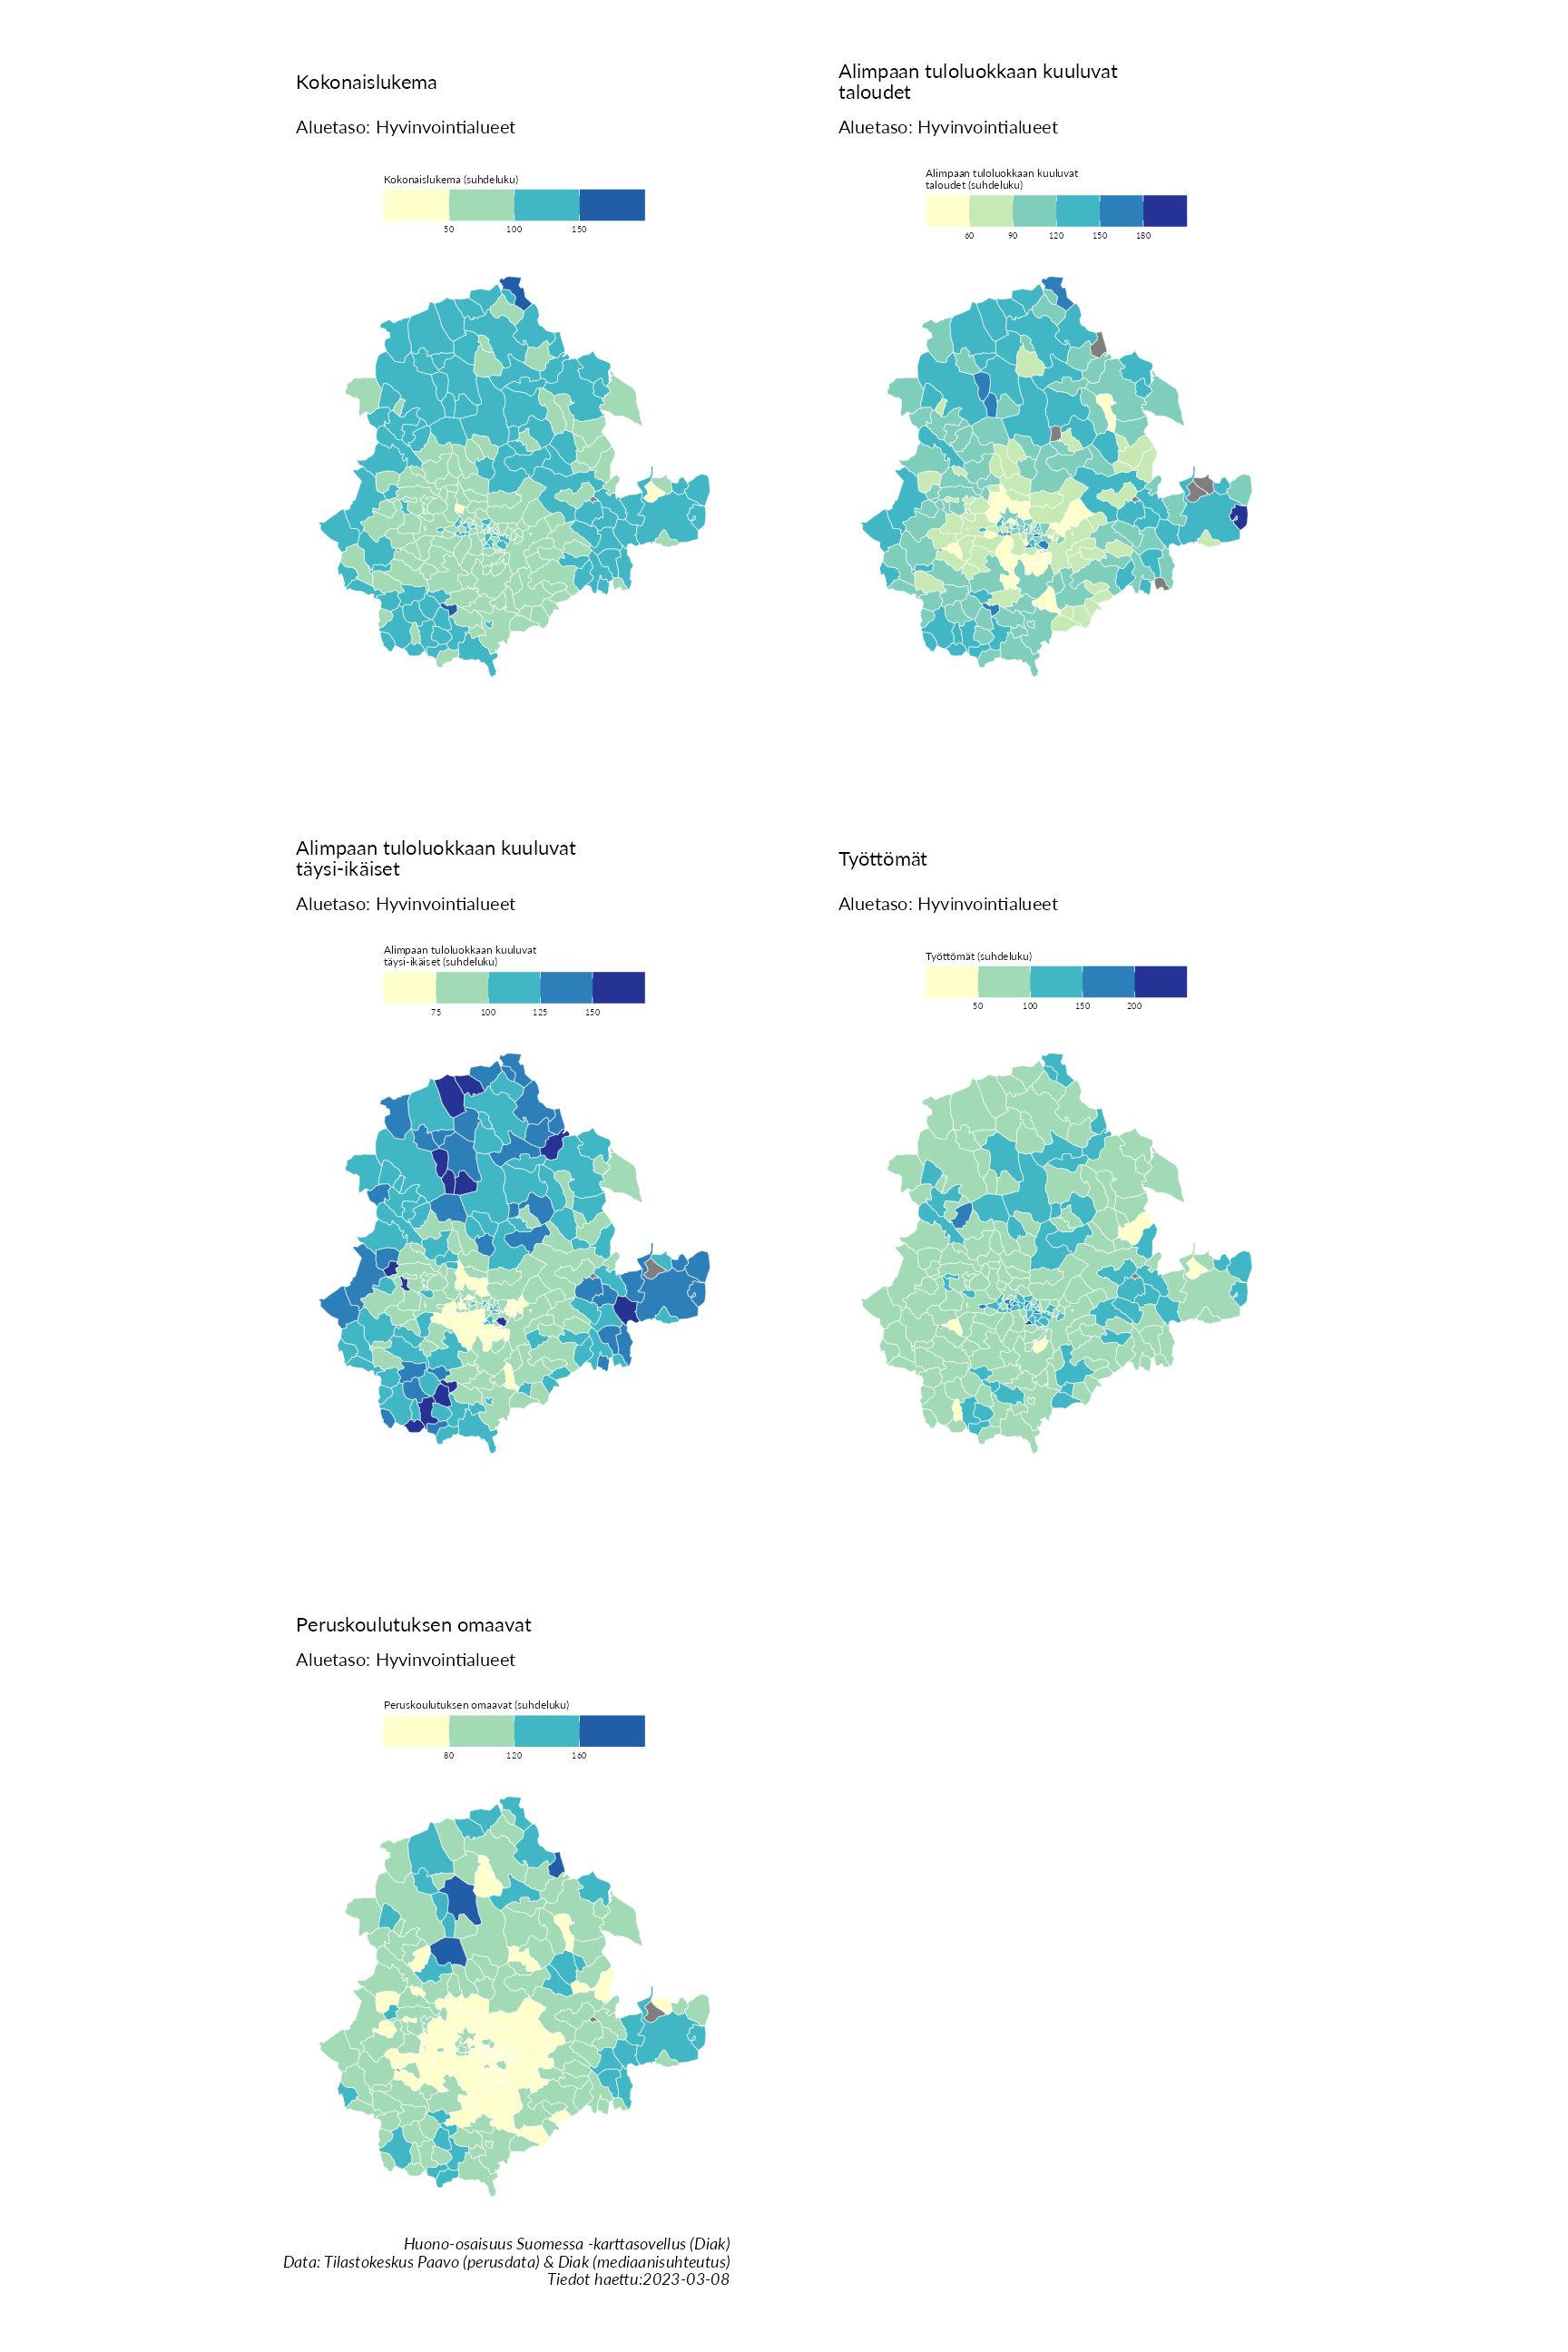 Kokonaislukema
Aluetaso: Hyvinvointialueet
Kokonaislukema (suhdeluku)
50 100 150
Alimpaan tuloluokkaan kuuluvat
taloudet
Aluetaso: Hyvinvointialueet
Alimpaan tuloluokkaan kuuluvat
taloudet (suhdeluku)
60 90 120 150 180
Alimpaan tuloluokkaan kuuluvat
täysi-ikäiset
Aluetaso: Hyvinvointialueet
Alimpaan tuloluokkaan kuuluvat
täysi-ikäiset (suhdeluku)
75 100 125 150
Työttömät
Aluetaso: Hyvinvointialueet
Työttömät (suhdeluku)
50 100 150 200
Peruskoulutuksen omaavat
Aluetaso: Hyvinvointialueet
Peruskoulutuksen omaavat (suhdeluku)
80 120 160
Huono-osaisuus Suomessa -karttasovellus (Diak)
Data: Tilastokeskus Paavo (perusdata) & Diak (mediaanisuhteutus)
Tiedot haettu:2023-03-08